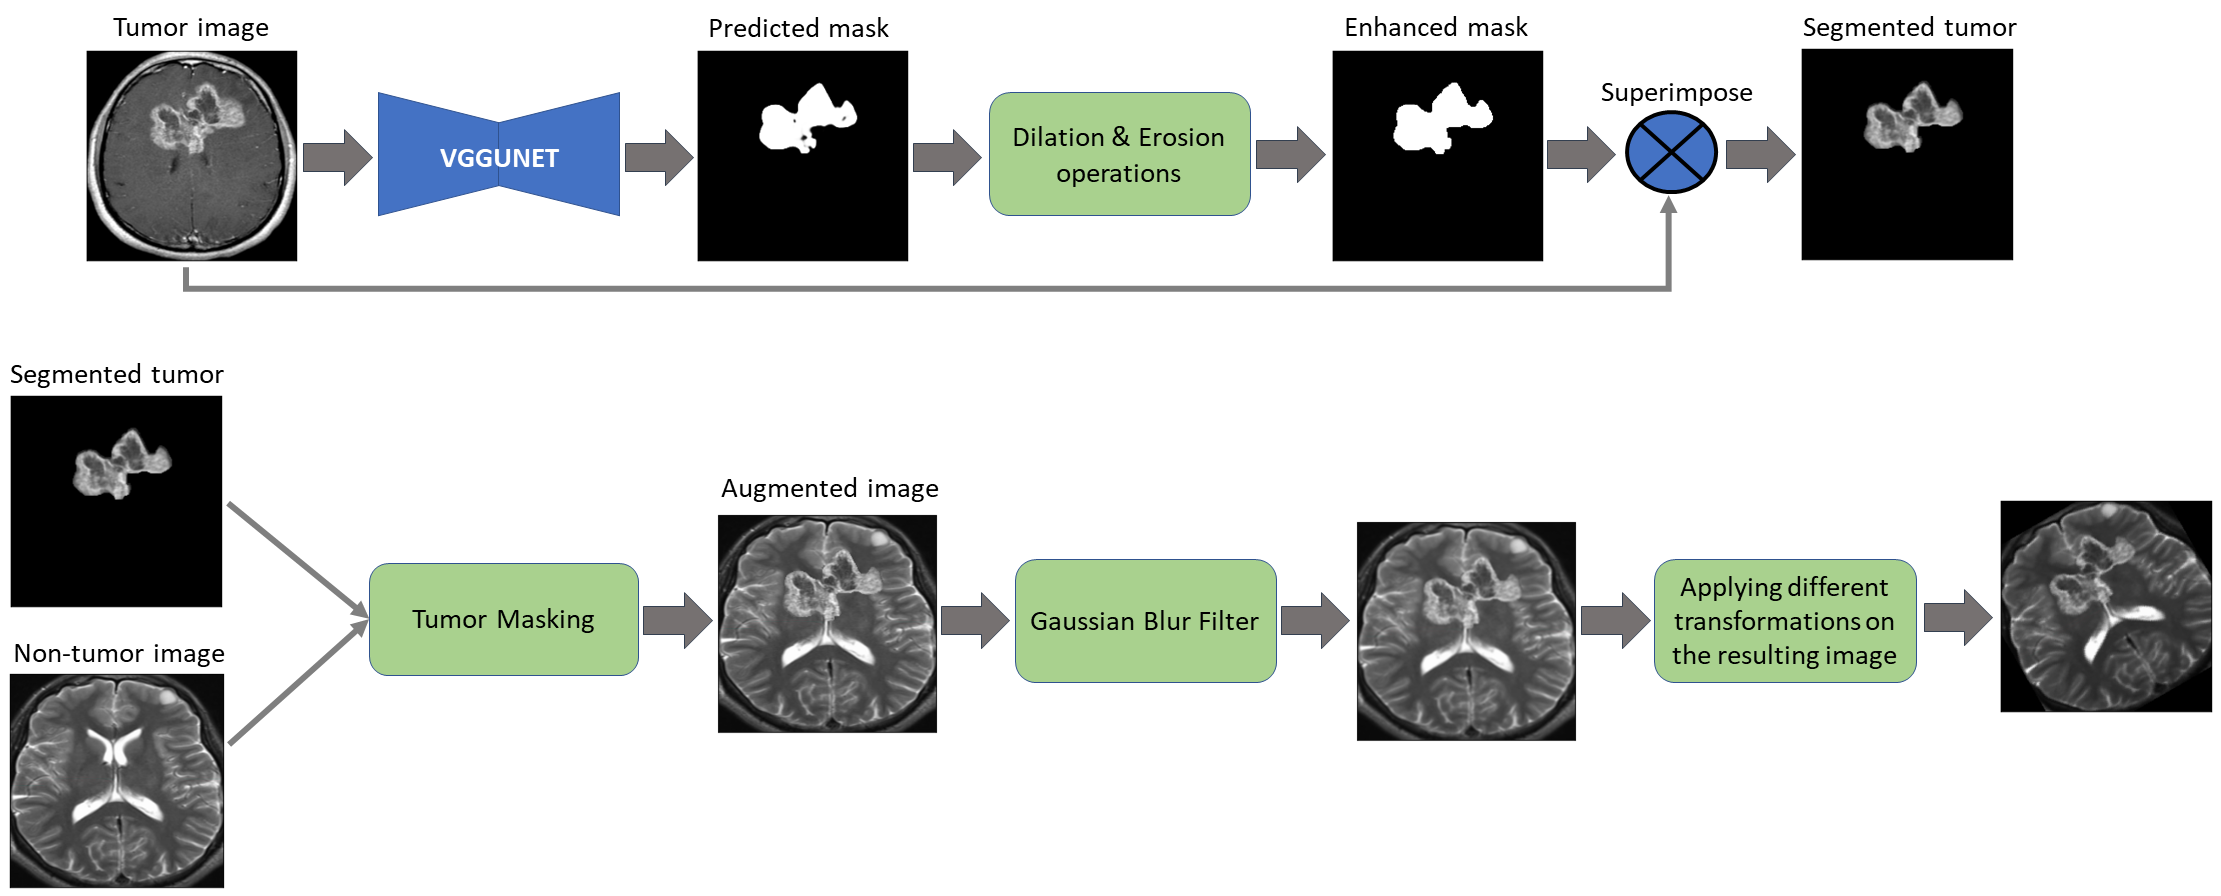 Tumor image
Predicted mask
Enhanced mask
Segmented tumor
Superimpose
VGGUNET
Dilation & Erosion
operations
Segmented tumor
Non-tumor image
Tumor Masking
Augmented image
Gaussian Blur Filter
Applying different
transformations on
the resulting image